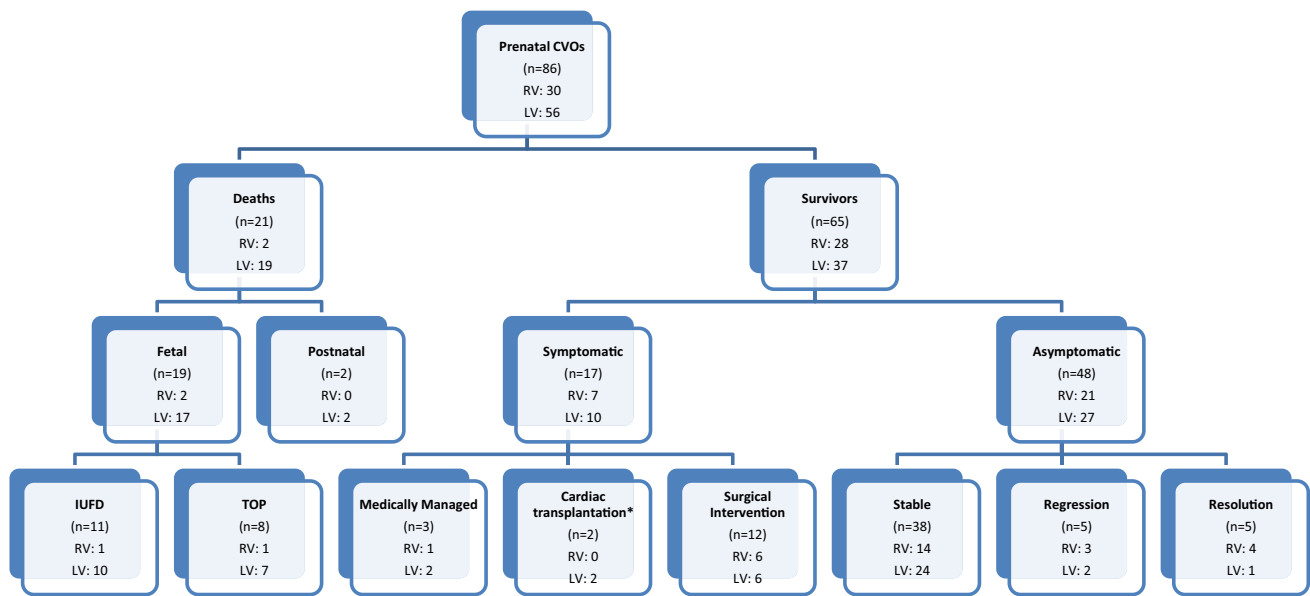 Prenatal CVOs
(n=86)
RV: 30
LV: 56
Deaths
(n=21)
RV: 2
LV: 19
Survivors
(n=65)
RV: 28
LV: 37
Fetal
(n=19)
RV: 2
LV: 17
Postnatal
(n=2)
RV: 0
LV: 2
Symptomatic
(n=17)
RV: 7
LV: 10
Asymptomatic
(n=48)
RV: 21
LV: 27
IUFD
(n=11)
RV: 1
LV: 10
TOP
(n=8)
RV: 1
LV: 7
Medically Managed
(n=3)
RV: 1
LV: 2
Cardiac
transplantation*
(n=2)
RV: 0
LV: 2
Surgical
Intervention
(n=12)
RV: 6
LV: 6
Stable
(n=38)
RV: 14
LV: 24
Regression
(n=5)
RV: 3
LV: 2
Resolution
(n=5)
RV: 4
LV: 1